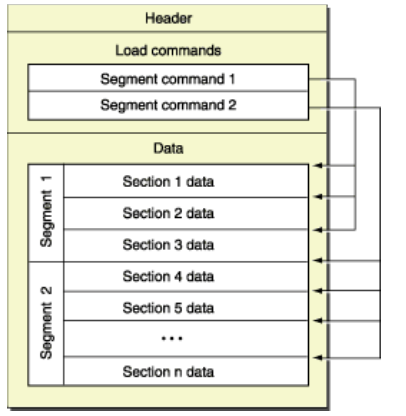 Header
Load commands
Segment command 1
Segment command 2
Data
Segment 1
Section 1 data
Section 2 data
Section 3 data
Segment 2
Section 4 data
Section 5 data
...
Section n data